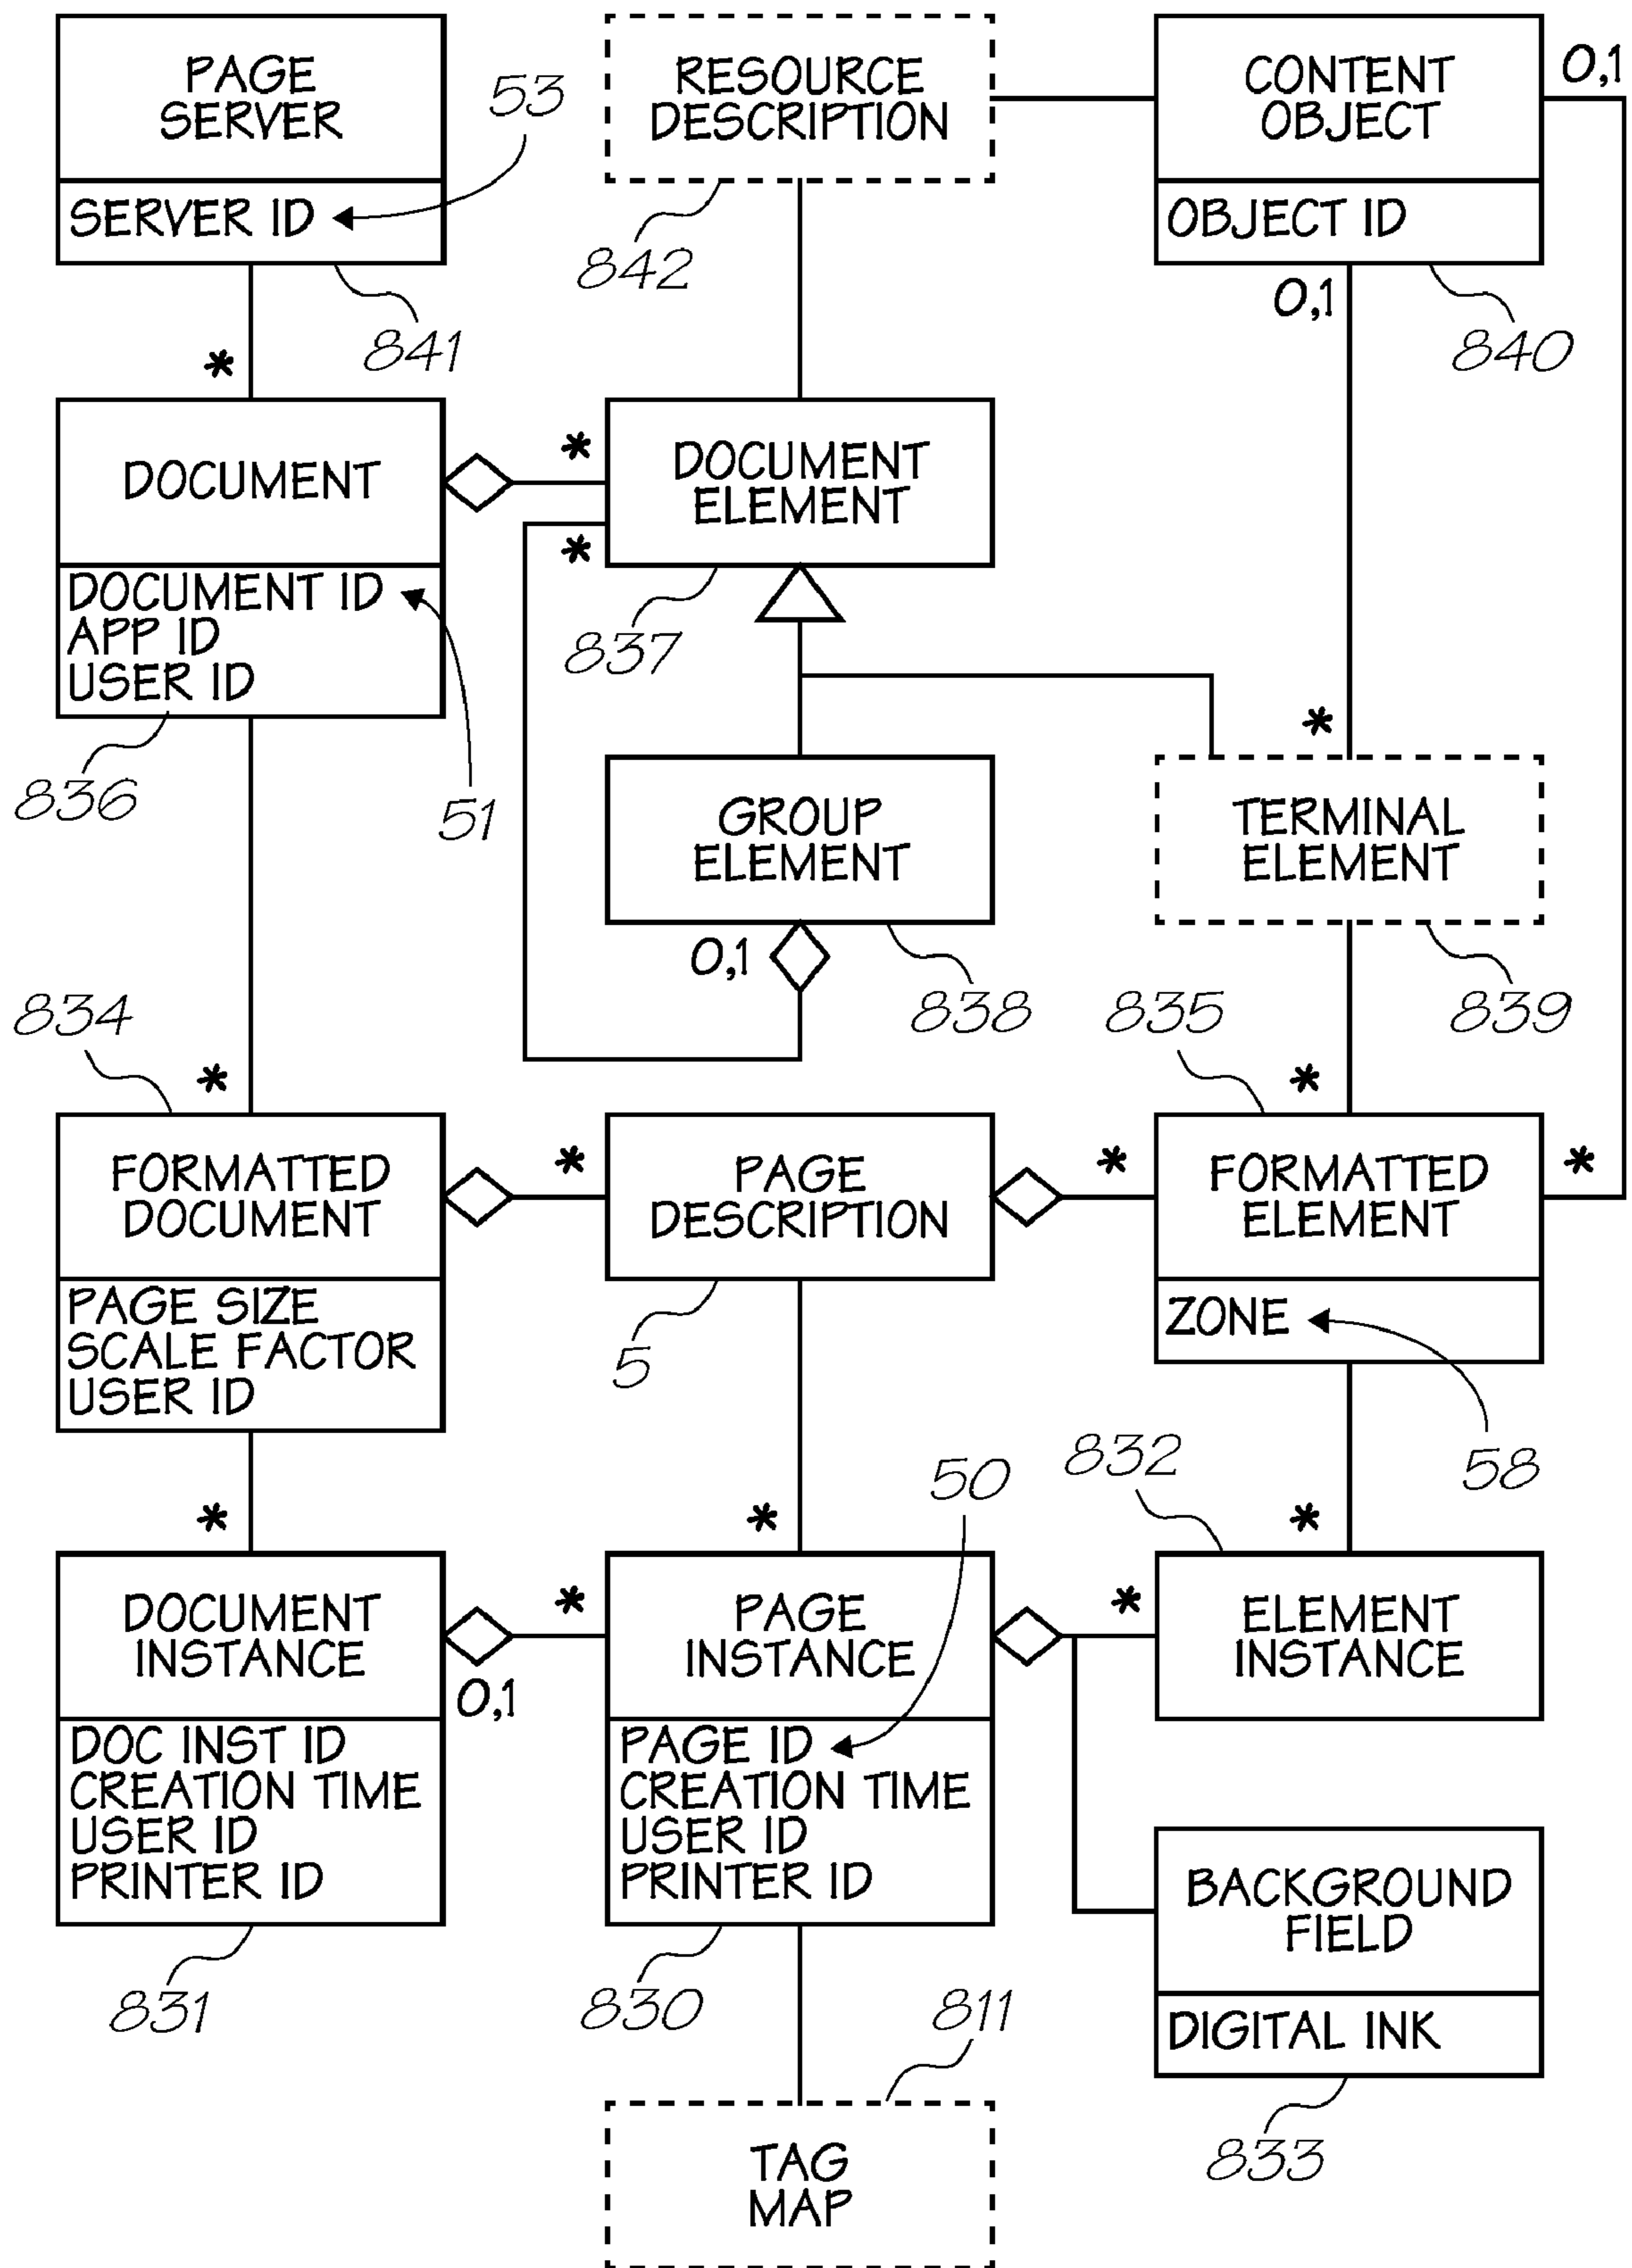 PAGE
SERVER
SERVER ID
53
841
RESOURCE
DESCRIPTION
842
CONTENT
OBJECT
OBJECT ID
0,1
0,1
840
*
DOCUMENT
DOCUMENT ID
APP ID
USER ID
836
51
*
*
DOCUMENT
ELEMENT
837
GROUP
ELEMENT
0,1
838
*
TERMINAL
ELEMENT
839
834
*
FORMATTED
DOCUMENT
PAGE SIZE
SCALE FACTOR
USER ID
*
PAGE
DESCRIPTION
5
835
*
*
FORMATTED
ELEMENT
*
ZONE
58
*
DOCUMENT
INSTANCE
0,1
DOC INST ID
CREATION TIME
USER ID
PRINTER ID
831
*
*
50
PAGE
INSTANCE
PAGE ID
CREATION TIME
USER ID
PRINTER ID
830
832
*
*
ELEMENT
INSTANCE
BACKGROUND
FIELD
DIGITAL INK
833
811
TAG
MAP